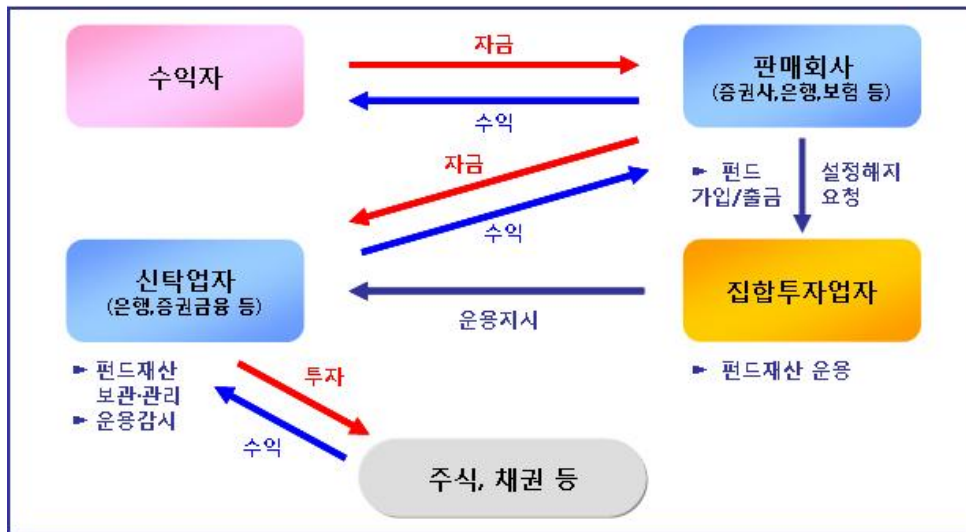 수익자
자금
수익
판매회사
(증권사,은행,보험 등)
자금
수익
► 펀드
가입/출금
설정해지
요청
신탁업자
(은행,증권금융 등)
운용지시
집합투자업자
► 펀드재산
보관·관리
► 운용감시
투자
수익
► 펀드재산 운용
주식, 채권 등